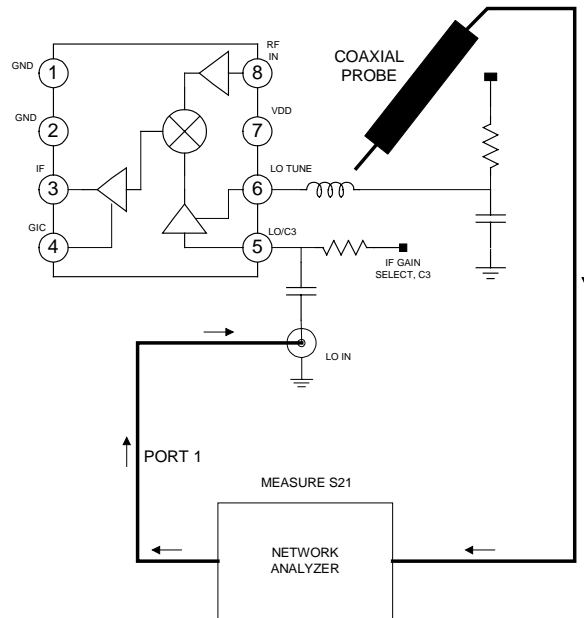 RF
IN
COAXIAL
PROBE
GND
1
8
GND
2
7
VDD
IF
3
6
LO TUNE
GIC
4
5
LO/C3
IF GAIN
SELECT, C3
LO IN
PORT 1
MEASURE S21
NETWORK
ANALYZER